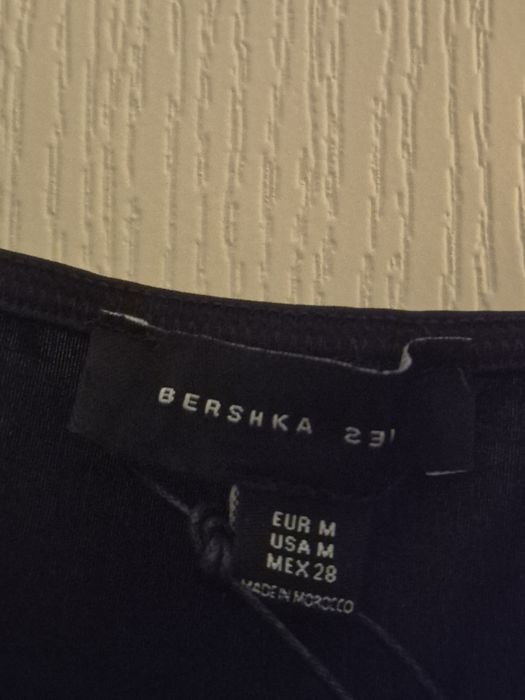 BERSHKA
EUR M
USA M
MEX 28
MADE IN MOROCCO